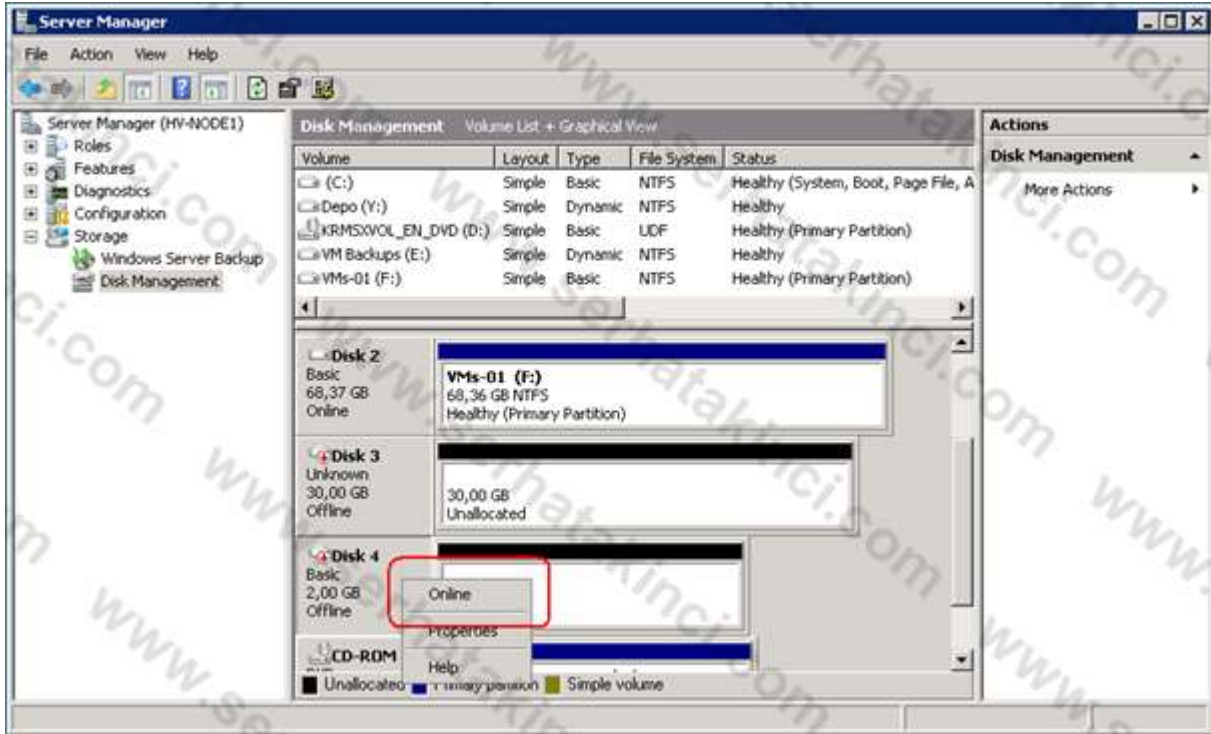 Server Manager
File Action View Help
Server Manager (HV-NODE1)
Roles
Features
Diagnostics
Configuration
Storage
Windows Server Backup
Disk Management
Disk Management Volume List + Graphical View
Volume Layout Type File System Status
(C:) Simple Basic NTFS Healthy (System, Boot, Page File, A
Depo (Y:) Simple Dynamic NTFS Healthy
KRMSXVOL_EN_DVD (D:) Simple Basic UDF Healthy (Primary Partition)
VM Backups (E:) Simple Dynamic NTFS Healthy
VMs-01 (F:) Simple Basic NTFS Healthy (Primary Partition)
Disk 2
Basic
68,37 GB
Online
VMs-01 (F:)
68,36 GB NTFS
Healthy (Primary Partition)
Disk 3
Unknown
30,00 GB
Offline
30,00 GB
Unallocated
Disk 4
Basic
2,00 GB
Offline
Online
Properties
Help
CD-ROM
Unallocated Primary partition Simple volume
Actions
Disk Management
More Actions
www.serhatakinci.com